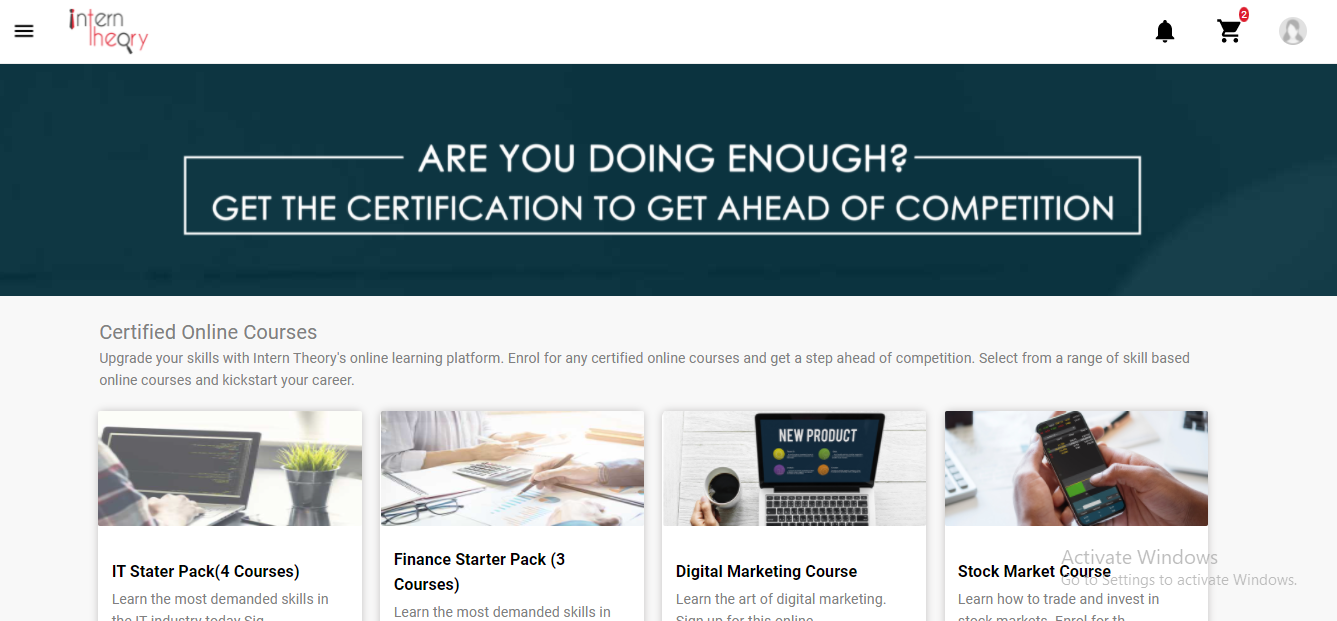 intern
Theory
2
ARE YOU DOING ENOUGH?
GET THE CERTIFICATION TO GET AHEAD OF COMPETITION
Certified Online Courses
Upgrade your skills with Intern Theory's online learning platform. Enrol for any certified online courses and get a step ahead of competition. Select from a range of skill based
online courses and kickstart your career.
NEW PRODUCT
IT Stater Pack(4 Courses)
Learn the most demanded skills in
the IT industry today Sig
Finance Starter Pack (3
Courses)
Learn the most demanded skills in
Digital Marketing Course
Learn the art of digital marketing.
Sign up for this online
Stock Market Course
Learn how to trade and invest in
stock markets. Enrol for th
Activate Windows
Go to Settings to activate Windows.